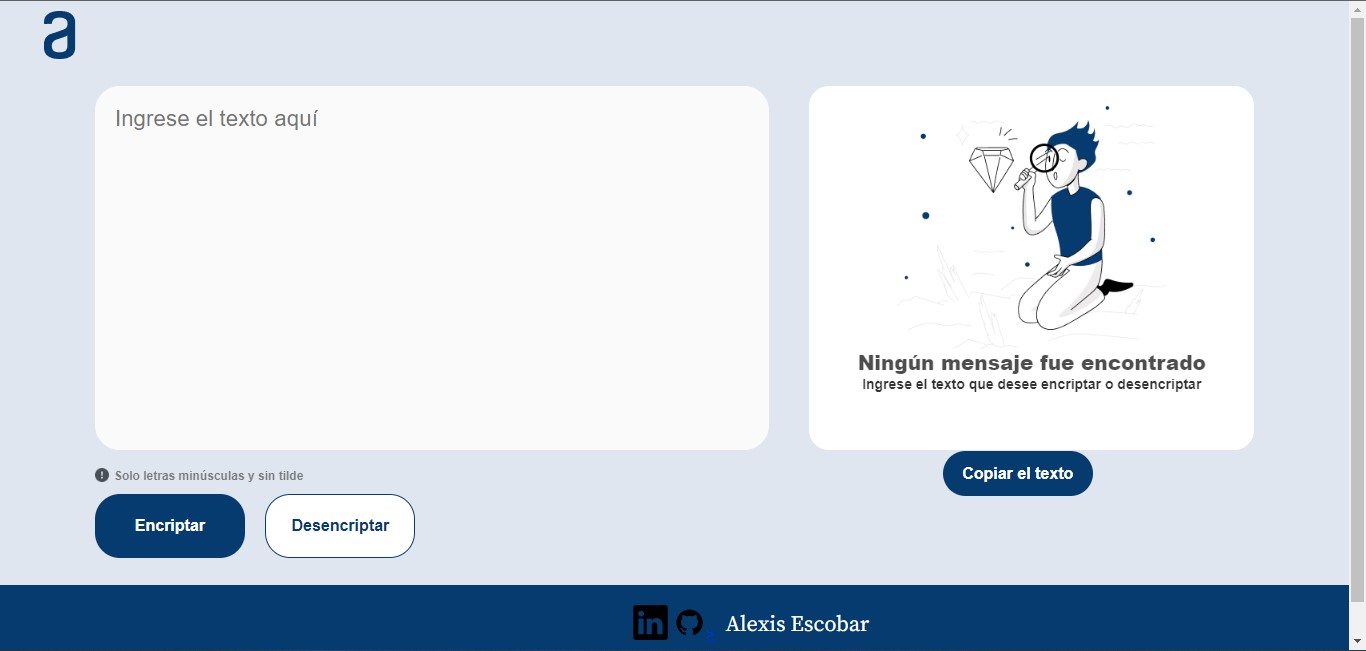 a
Ingrese el texto aquí
Ningún mensaje fue encontrado
Ingrese el texto que desee encriptar o desencriptar
! Solo letras minúsculas y sin tilde
Copiar el texto
Encriptar
Desencriptar
in
Alexis Escobar